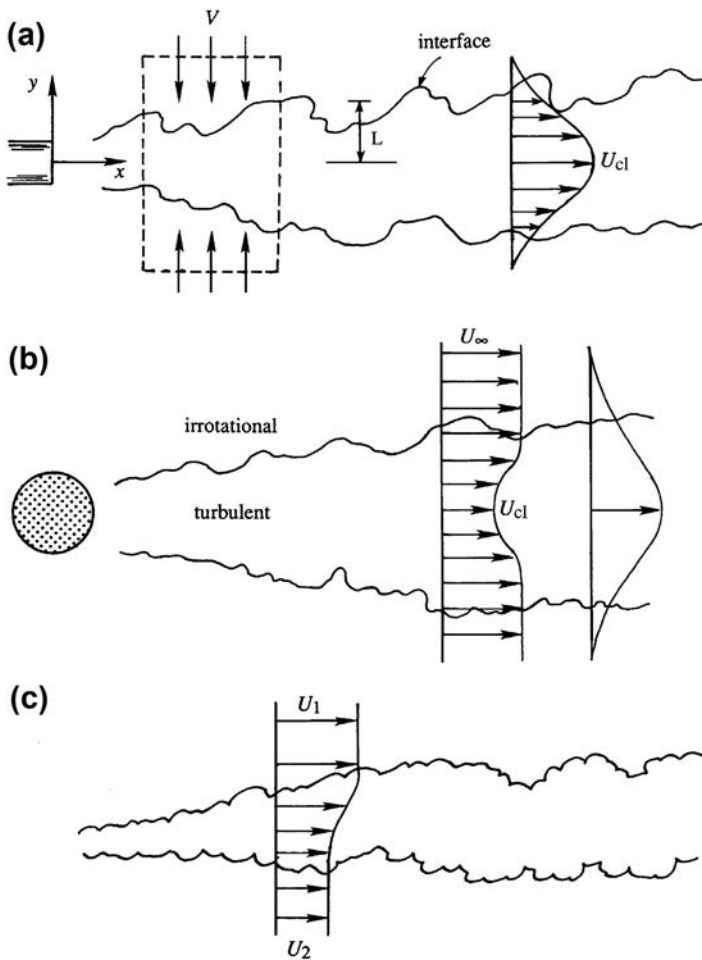 (a)
V
interface
y
L
x
U_cl
(b)
U_∞
irrotational
turbulent
U_cl
(c)
U_1
U_2